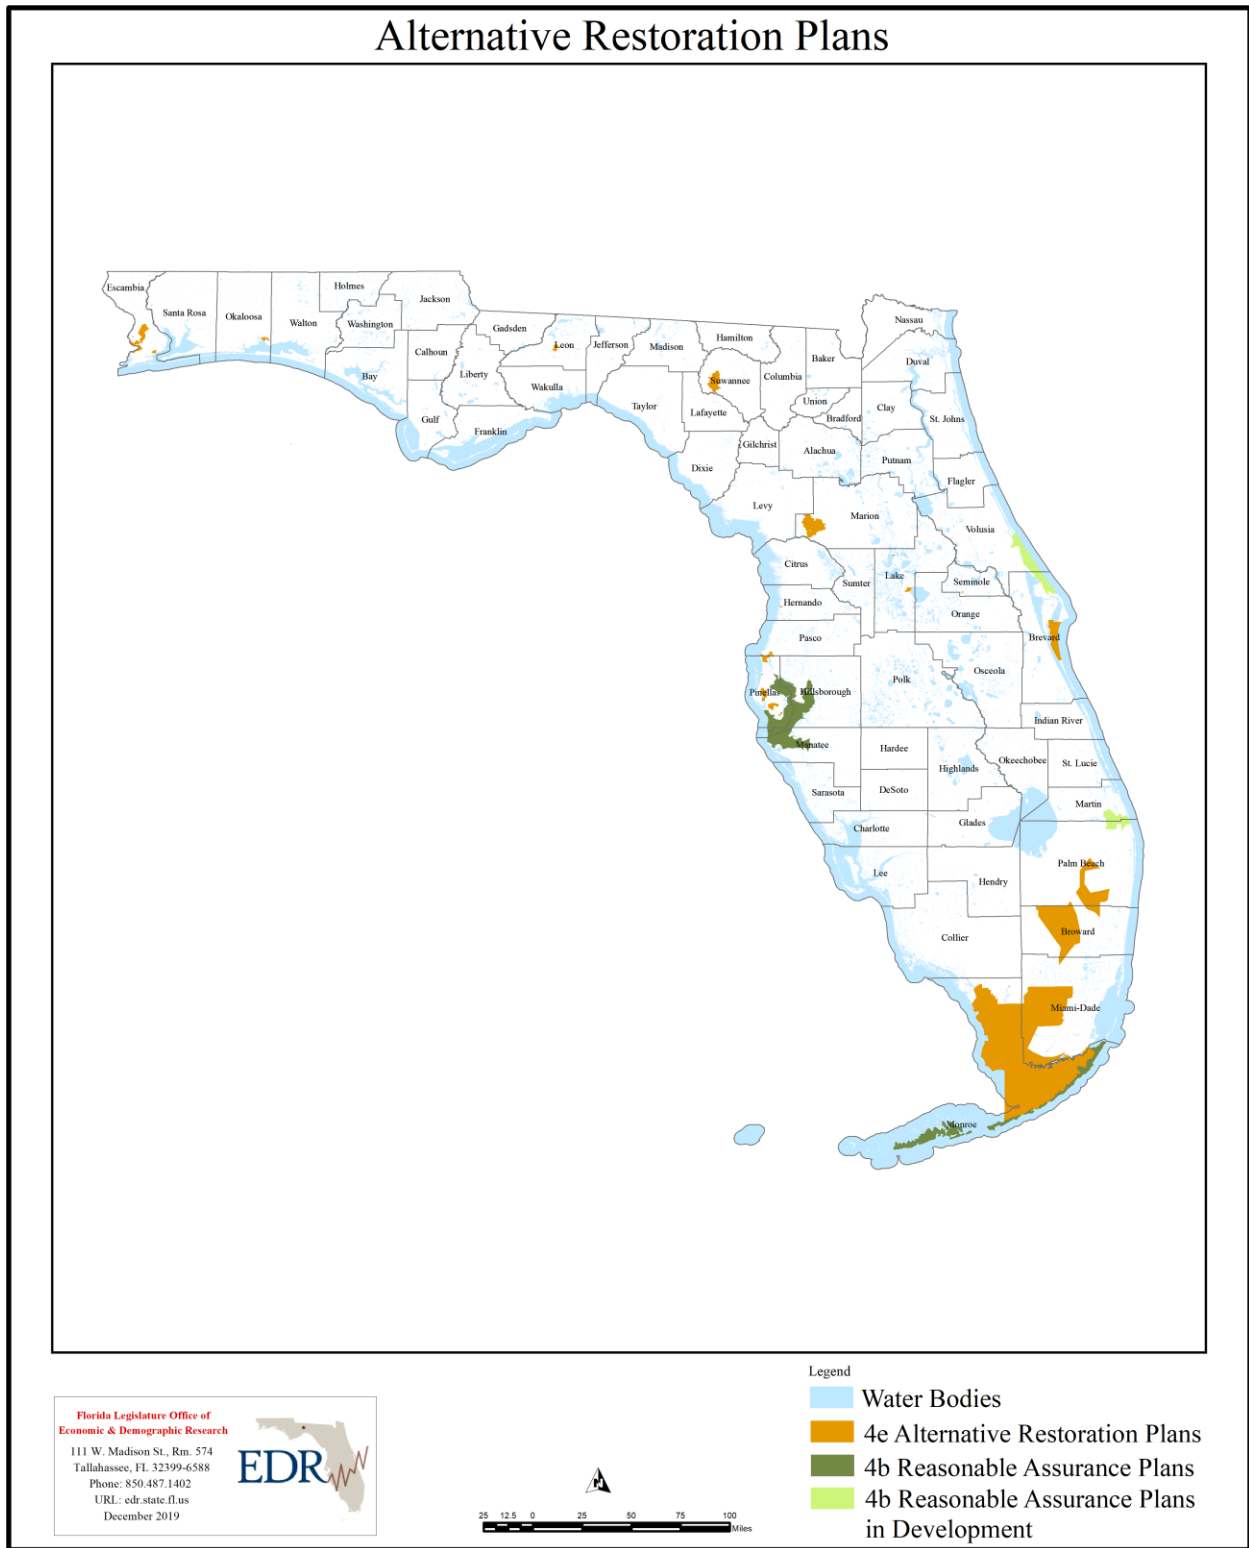 Alternative Restoration Plans
Escambia
Santa Rosa
Okaloosa
Walton
Holmes
Washington
Jackson
Bay
Calhoun
Gulf
Liberty
Gadsden
Franklin
Leon
Wakulla
Jefferson
Madison
Taylor
Hamilton
Suwannee
Lafayette
Columbia
Baker
Nassau
Duval
Union
Bradford
Clay
St. Johns
Gilchrist
Alachua
Putnam
Dixie
Flagler
Levy
Marion
Volusia
Citrus
Sumter
Lake
Seminole
Hernando
Orange
Pasco
Brevard
Osceola
Pinellas
Hillsborough
Polk
Indian River
Manatee
Hardee
Highlands
Okeechobee
St. Lucie
Sarasota
DeSoto
Martin
Charlotte
Glades
Palm Beach
Lee
Hendry
Broward
Collier
Miami-Dade
Monroe
Florida Legislature Office of
Economic & Demographic Research
111 W. Madison St., Rm. 574
Tallahassee, FL 32399-6588
Phone: 850.487.1402
URL: edr.state.fl.us
December 2019
EDR
N
25 12.5 0 25 50 75 100
Miles
Legend
Water Bodies
4e Alternative Restoration Plans
4b Reasonable Assurance Plans
4b Reasonable Assurance Plans
in Development